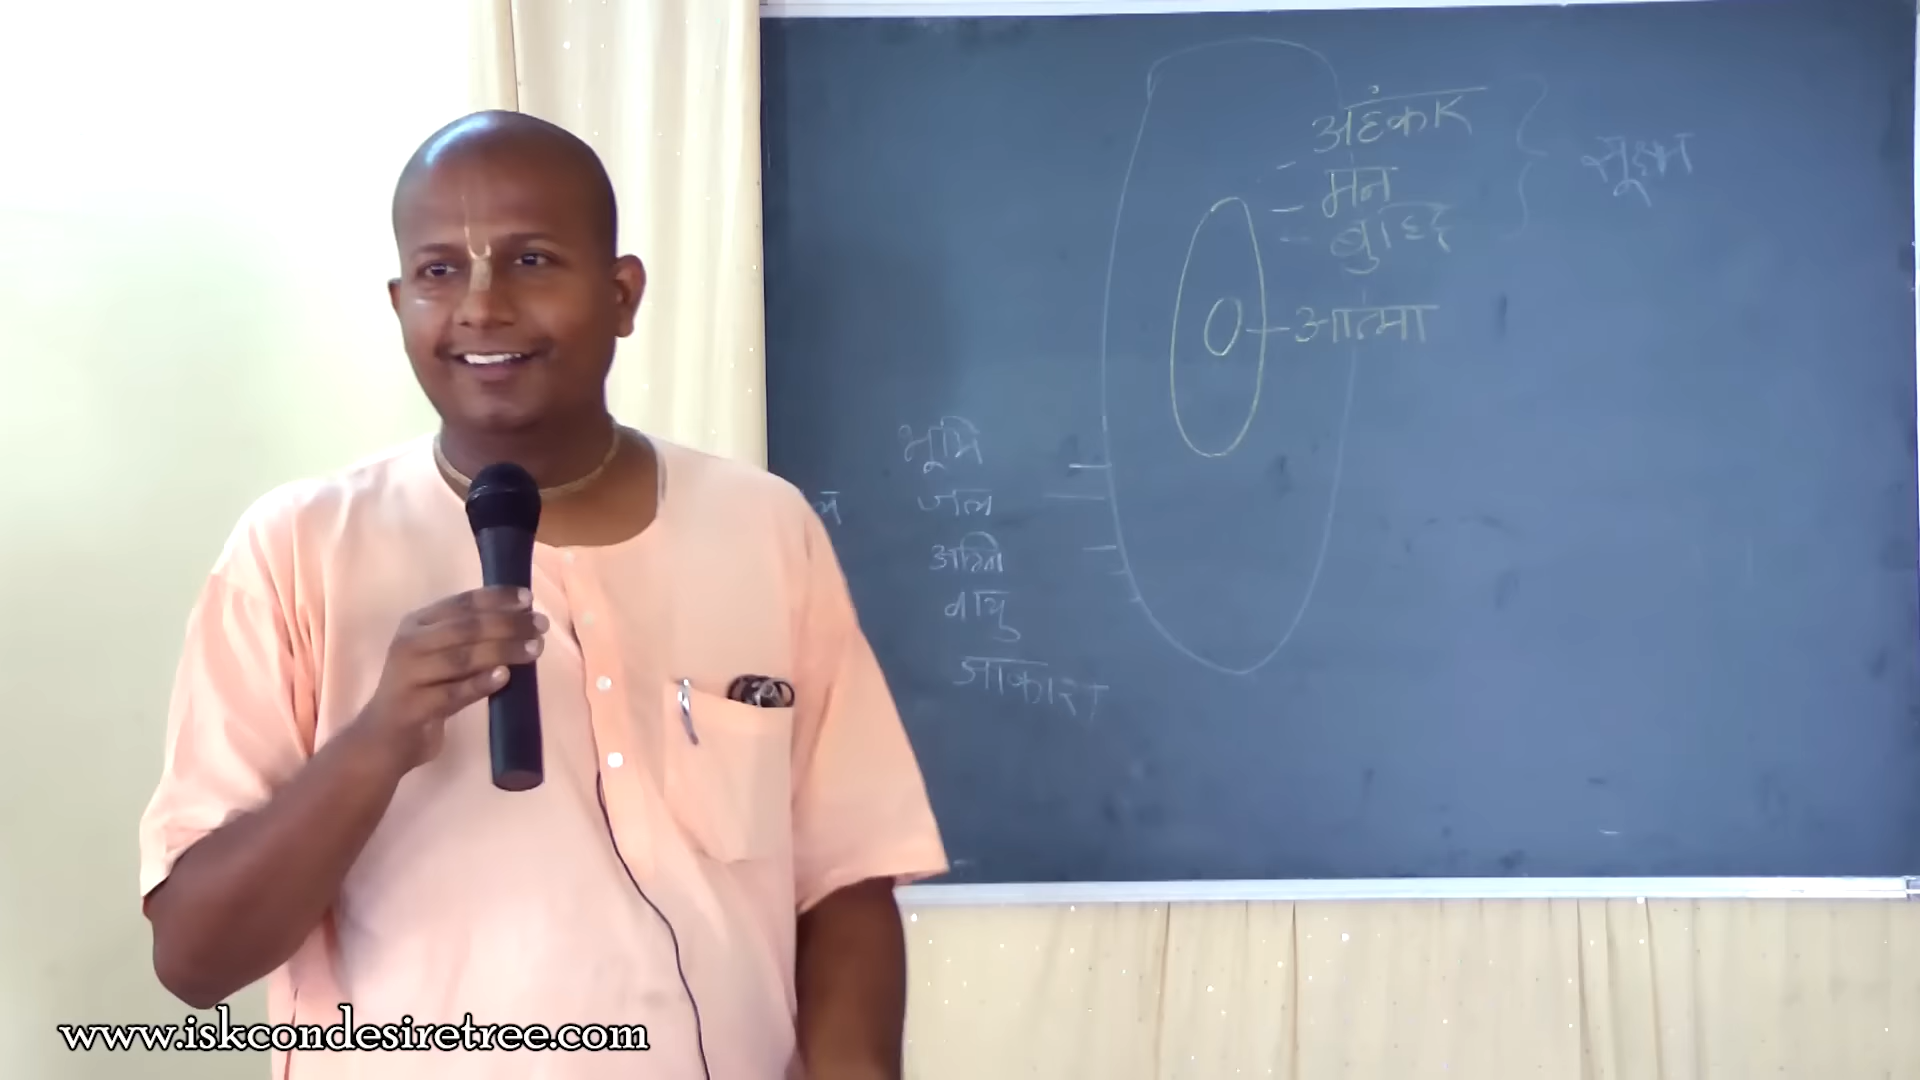 अहंकार
मन
बुद्धि
सूक्ष्म
आत्मा
भूमि
जल
अग्नि
वायु
आकाश
www.iskcondesiretree.com